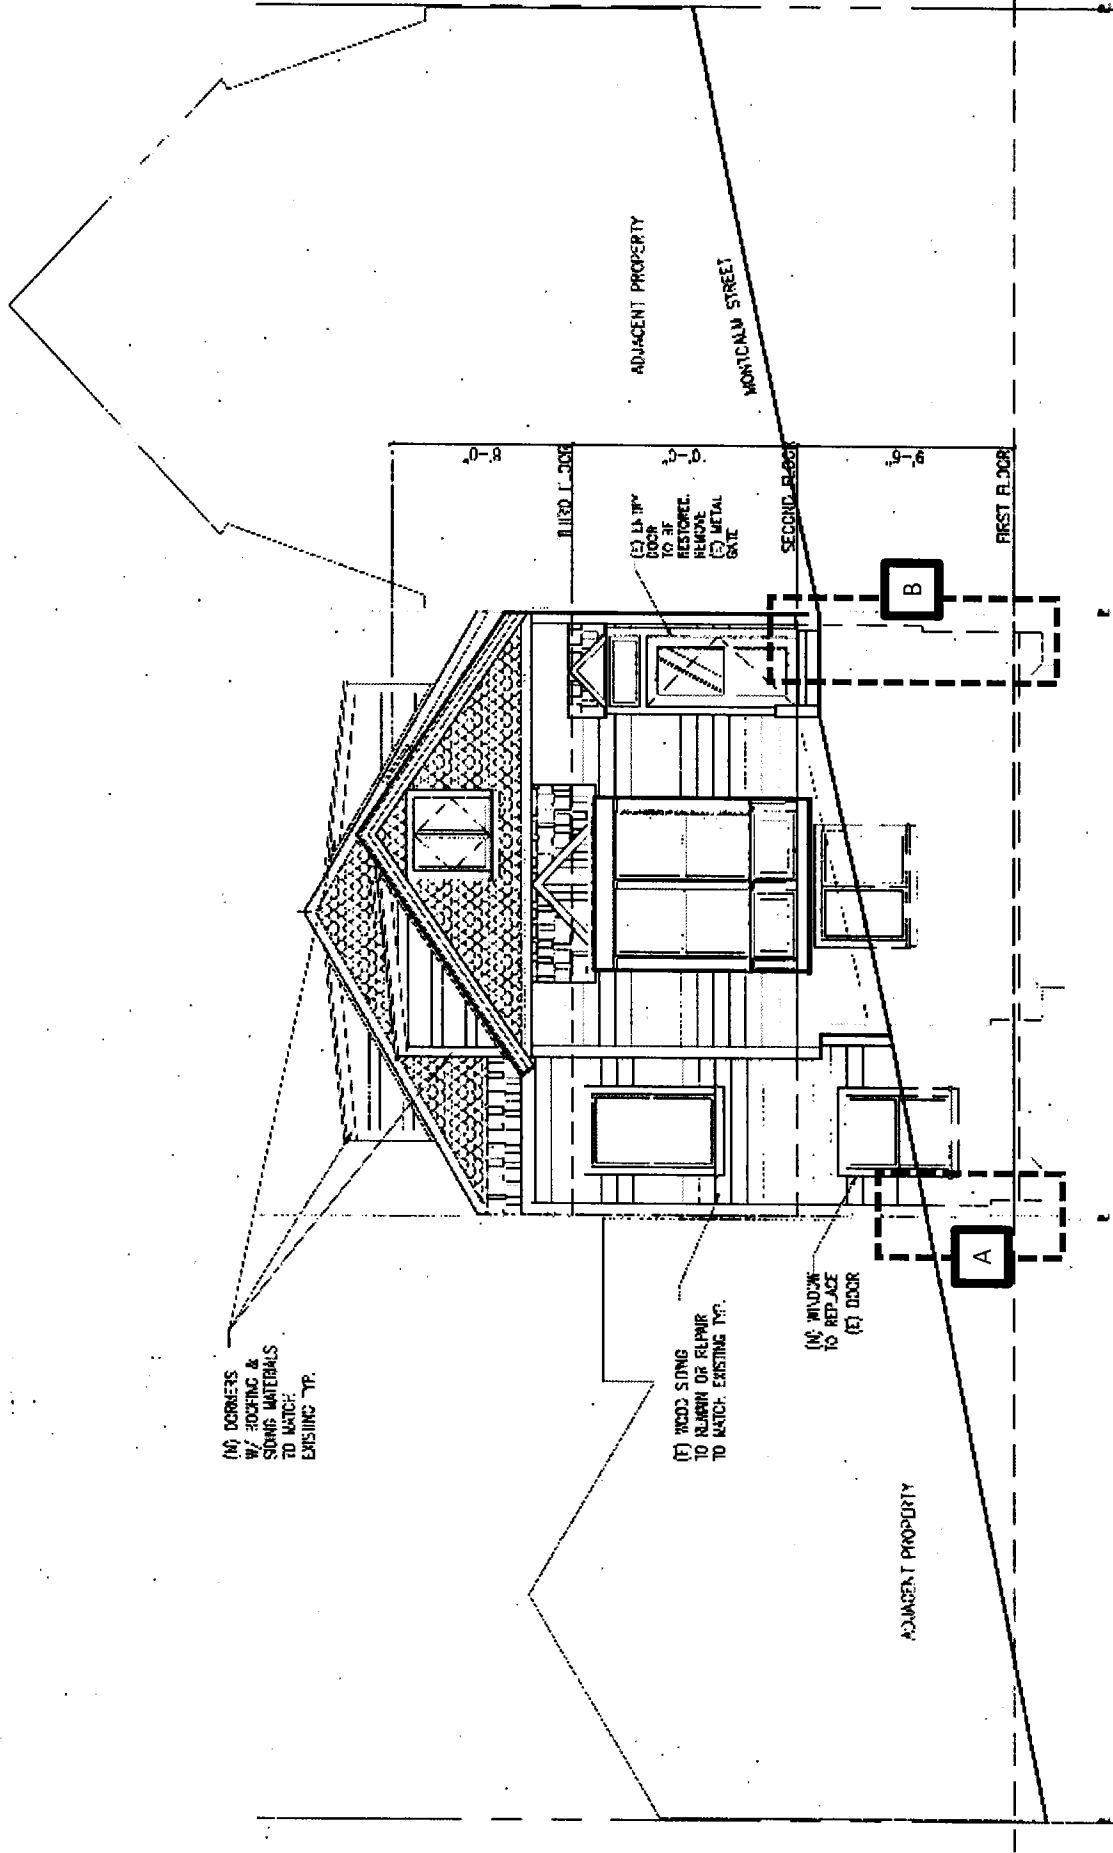 (N) DORMERS
W/ ROOFING &
SIDING MATERIALS
TO MATCH
EXISTING TYP.
(E) WOOD SIDING
TO REMAIN OR REPAIR
TO MATCH EXISTING TYP.
(N) WINDOW
TO REPLACE
(E) DOOR
ADJACENT PROPERTY
A
B
(E) ENTRY
DOOR
TO BE
RESTORED.
REMOVE
(E) METAL
GATE
8'-0"
THIRD FLOOR
SECOND FLOOR
9'-6"
FIRST FLOOR
ADJACENT PROPERTY
MONTCALM STREET